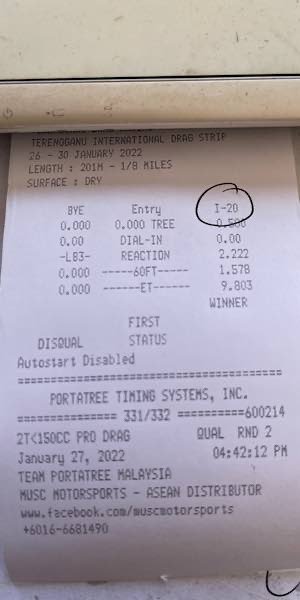 TERENGGANU INTERNATIONAL DRAG STRIP
26 - 30 JANUARY 2022
LENGTH : 201M - 1/8 MILES
SURFACE : DRY
BYE Entry I-20
0.000 0.000 TREE 0.500
0.00 DIAL-IN 0.00
-LB3- REACTION 2.222
0.000 -----60FT----- 1.578
0.000 ------ET------ 9.803
WINNER
FIRST
DISQUAL STATUS
Autostart Disabled
========================================
PORTATREE TIMING SYSTEMS, INC.
=============== 331/332 ==========600214
2T<150CC PRO DRAG QUAL RND 2
January 27, 2022 04:42:12 PM
TEAM PORTATREE MALAYSIA
MUSC MOTORSPORTS - ASEAN DISTRIBUTOR
www.facebook.com/muscmotorsports
+6016-6681490